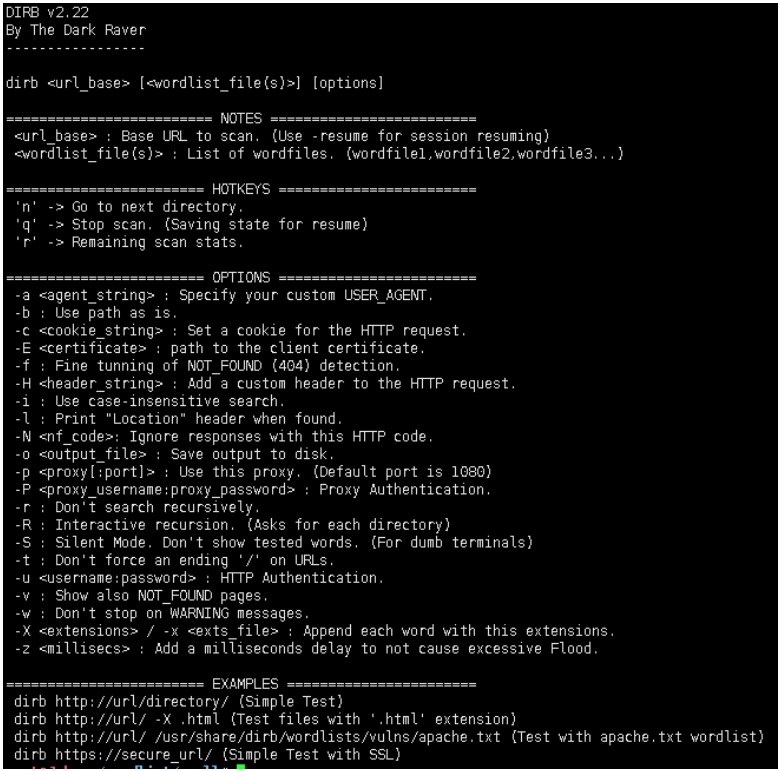 DIRB v2.22
By The Dark Raver
-----------------
dirb <url_base> [<wordlist_file(s)>] [options]
========================= NOTES =========================
<url_base> : Base URL to scan. (Use -resume for session resuming)
<wordlist_file(s)> : List of wordfiles. (wordfile1,wordfile2,wordfile3...)
======================== HOTKEYS ========================
'n' -> Go to next directory.
'q' -> Stop scan. (Saving state for resume)
'r' -> Remaining scan stats.
======================== OPTIONS ========================
-a <agent_string> : Specify your custom USER_AGENT.
-b : Use path as is.
-c <cookie_string> : Set a cookie for the HTTP request.
-E <certificate> : path to the client certificate.
-f : Fine tunning of NOT_FOUND (404) detection.
-H <header_string> : Add a custom header to the HTTP request.
-i : Use case-insensitive search.
-l : Print "Location" header when found.
-N <nf_code>: Ignore responses with this HTTP code.
-o <output_file> : Save output to disk.
-p <proxy[:port]> : Use this proxy. (Default port is 1080)
-P <proxy_username:proxy_password> : Proxy Authentication.
-r : Don't search recursively.
-R : Interactive recursion. (Asks for each directory)
-S : Silent Mode. Don't show tested words. (For dumb terminals)
-t : Don't force an ending '/' on URLs.
-u <username:password> : HTTP Authentication.
-v : Show also NOT_FOUND pages.
-w : Don't stop on WARNING messages.
-X <extensions> / -x <exts_file> : Append each word with this extensions.
-z <millisecs> : Add a milliseconds delay to not cause excessive Flood.
======================== EXAMPLES =======================
dirb http://url/directory/ (Simple Test)
dirb http://url/ -X .html (Test files with '.html' extension)
dirb http://url/ /usr/share/dirb/wordlists/vulns/apache.txt (Test with apache.txt wordlist)
dirb https://secure_url/ (Simple Test with SSL)